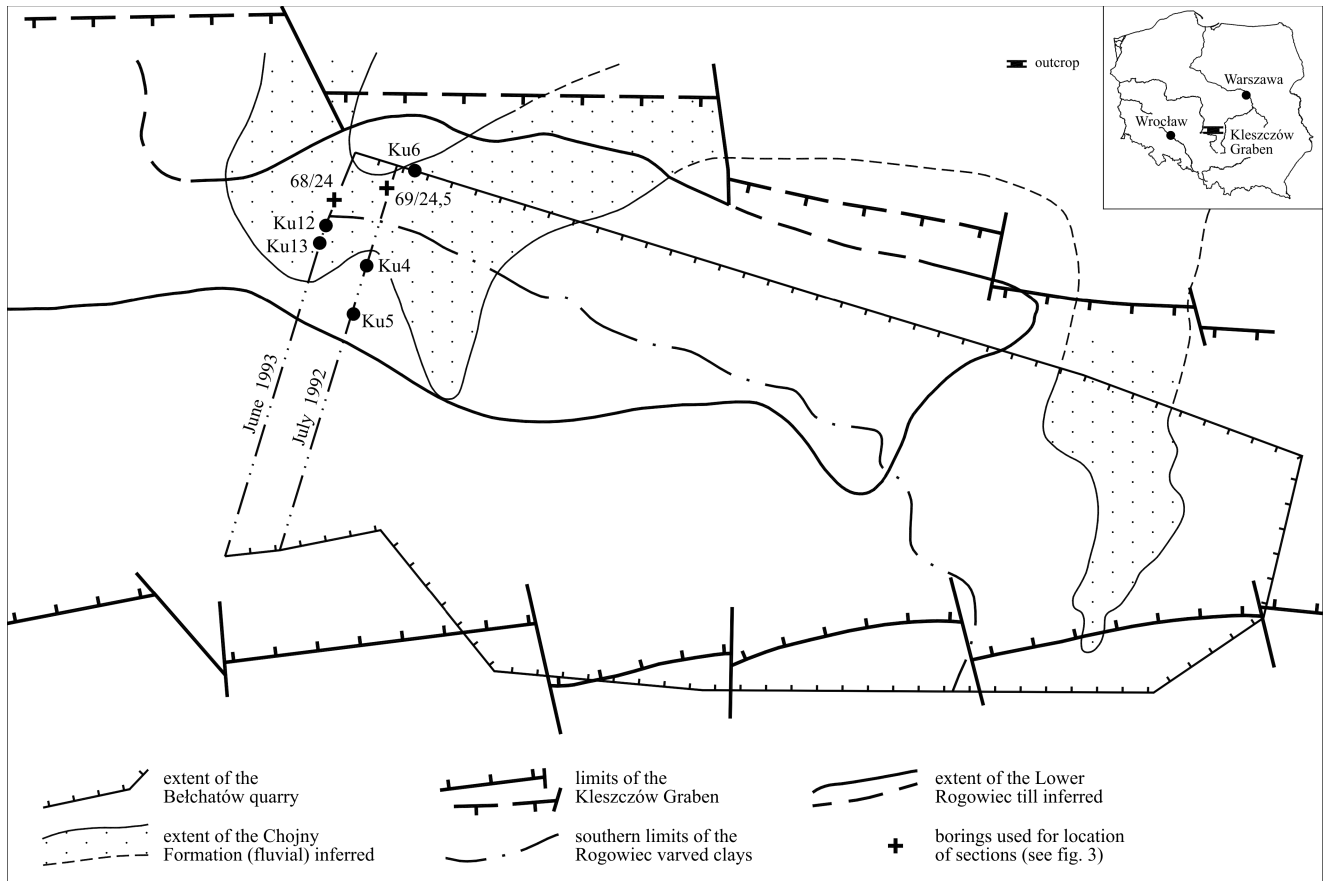 outcrop
Warszawa
Wrocław
Kleszczów
Graben
Ku6
68/24
69/24,5
Ku12
Ku13
Ku4
Ku5
June 1993
July 1992
extent of the
Bełchatów quarry
limits of the
Kleszczów Graben
extent of the Lower
Rogowiec till inferred
extent of the Chojny
Formation (fluvial) inferred
southern limits of the
Rogowiec varved clays
borings used for location
of sections (see fig. 3)